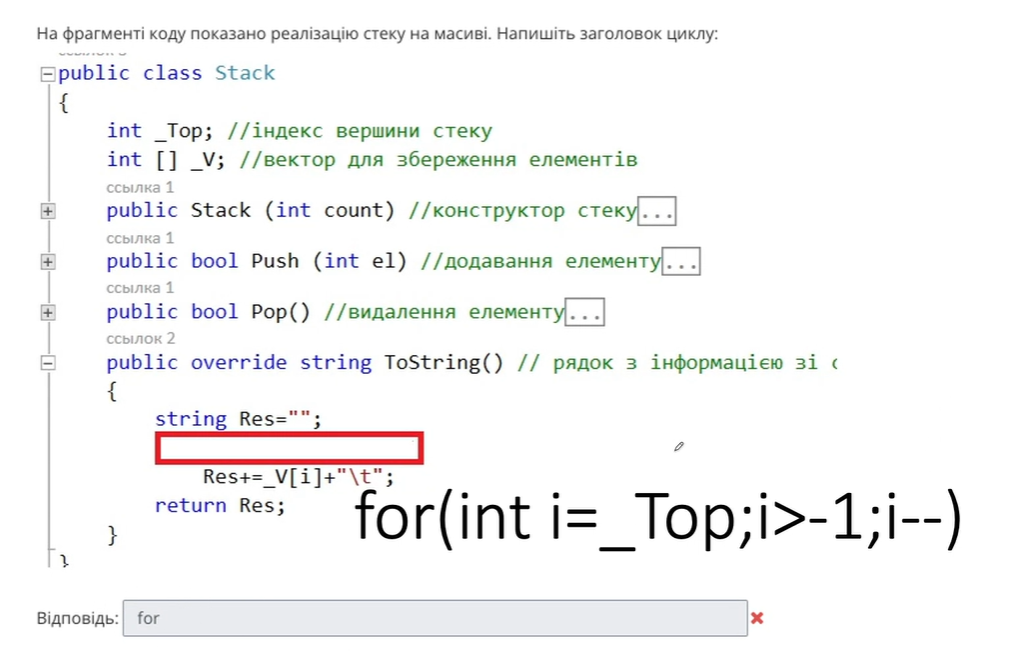 На фрагменті коду показано реалізацію стеку на масиві. Напишіть заголовок циклу:
public class Stack
{
int _Top; //індекс вершини стеку
int [] _V; //вектор для збереження елементів
ссылка 1
public Stack (int count) //конструктор стеку...
ссылка 1
public bool Push (int el) //додавання елементу...
ссылка 1
public bool Pop() //видалення елементу...
ссылок 2
public override string ToString() // рядок з інформацією зі
{
string Res="";
Res+=_V[i]+"\t";
return Res;
for(int i=_Top;i>-1;i--)
}
}
Відповідь: for